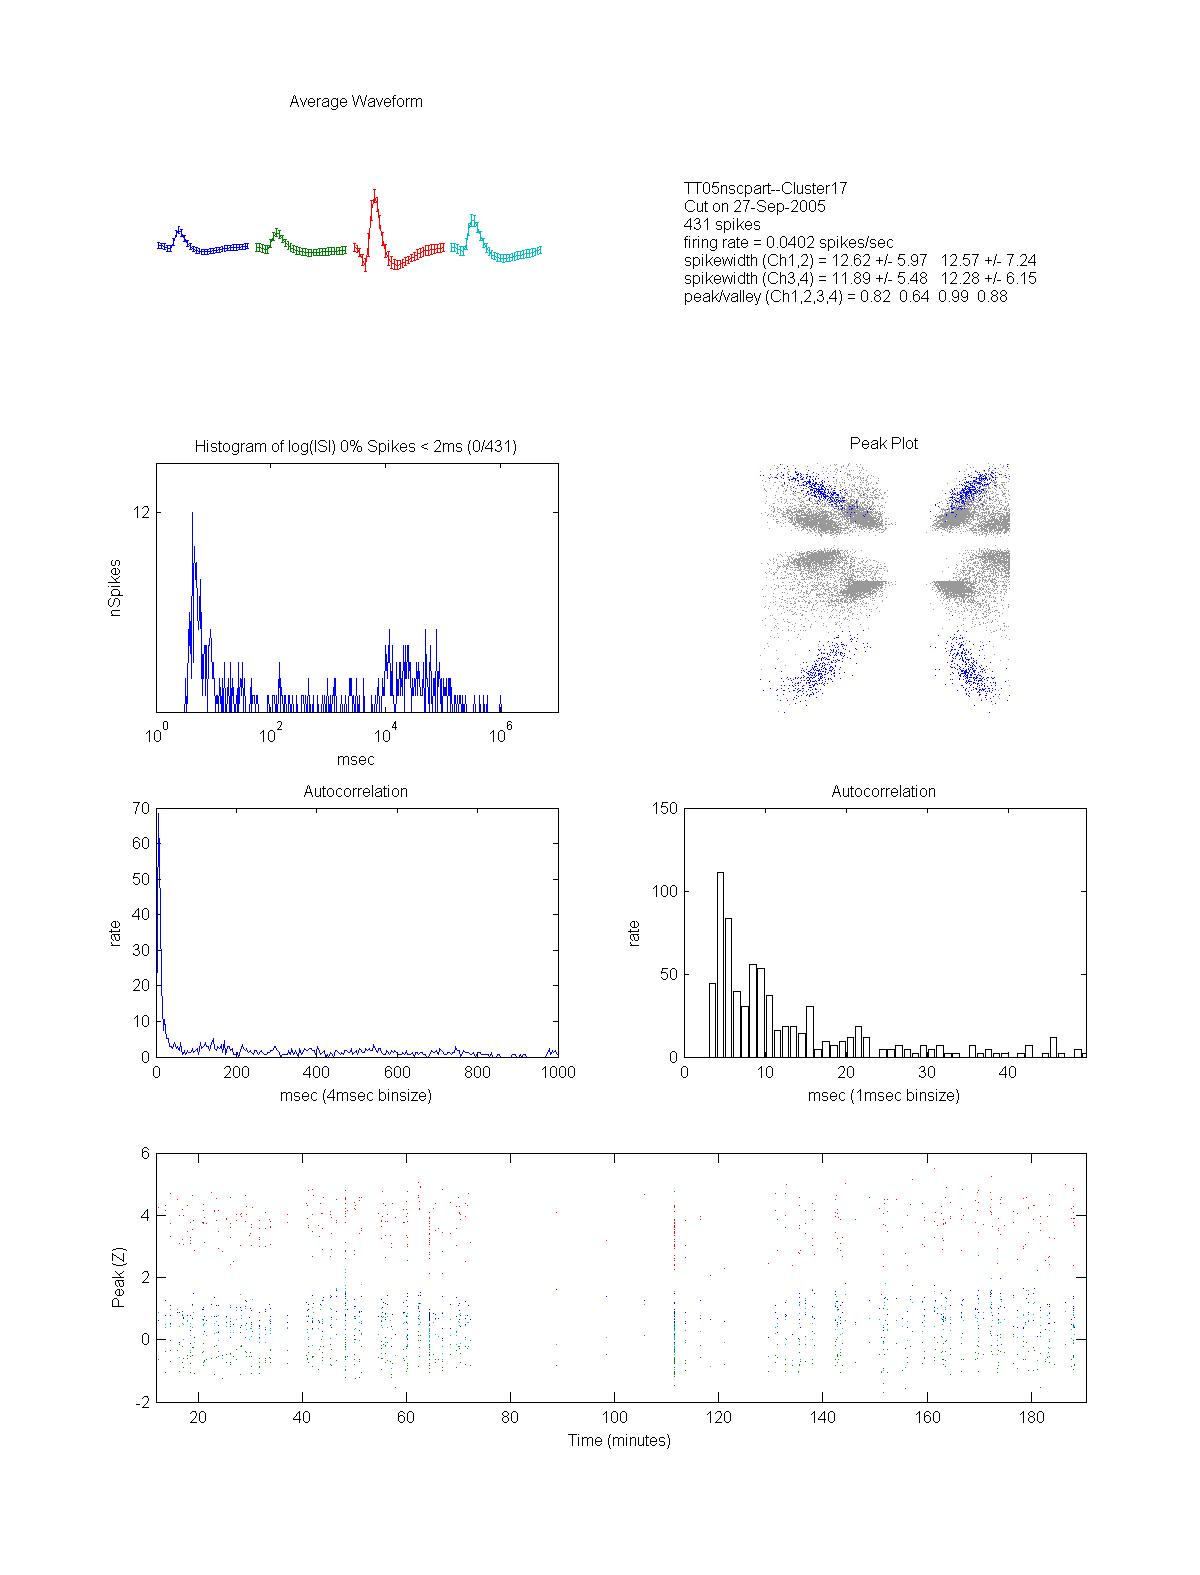 Average Waveform
TT05nscpart--Cluster17
Cut on 27-Sep-2005
431 spikes
firing rate = 0.0402 spikes/sec
spikewidth (Ch1,2) = 12.62 +/- 5.97 12.57 +/- 7.24
spikewidth (Ch3,4) = 11.89 +/- 5.48 12.28 +/- 6.15
peak/valley (Ch1,2,3,4) = 0.82 0.64 0.99 0.88
Histogram of log(ISI) 0% Spikes < 2ms (0/431)
12
nSpikes
10^0 10^2 10^4 10^6
msec
Peak Plot
Autocorrelation
70
60
50
40
30
20
10
0
rate
0 200 400 600 800 1000
msec (4msec binsize)
Autocorrelation
150
100
50
0
rate
0 10 20 30 40
msec (1msec binsize)
6
4
2
0
-2
Peak (Z)
20 40 60 80 100 120 140 160 180
Time (minutes)